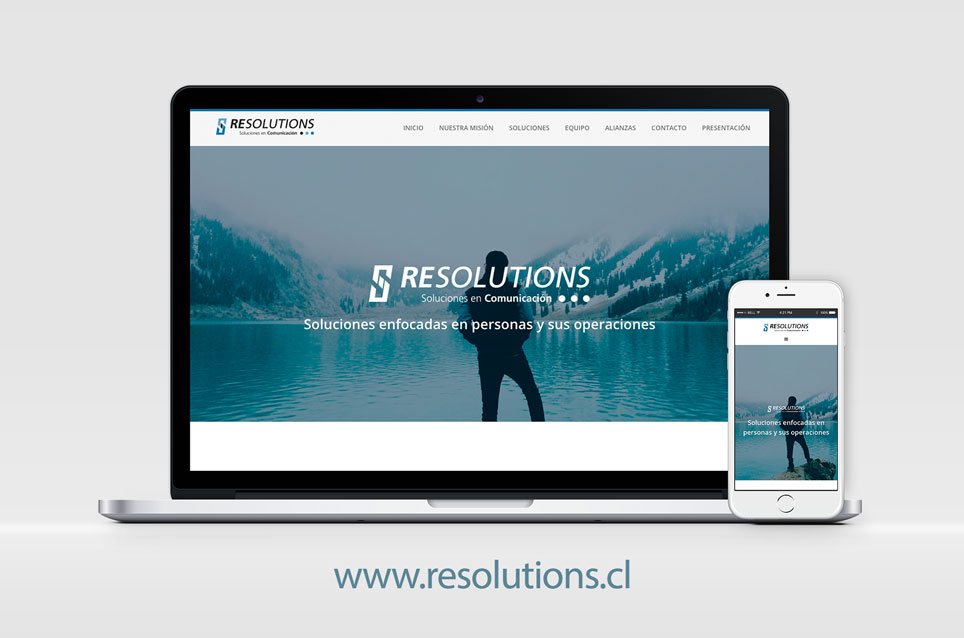 RESOLUTIONS
Soluciones en Comunicación
INICIO NUESTRA MISIÓN SOLUCIONES EQUIPO ALIANZAS CONTACTO PRESENTACIÓN
RESOLUTIONS
Soluciones en Comunicación
Soluciones enfocadas en personas y sus operaciones
4:21 PM
100%
RESOLUTIONS
RESOLUTIONS
Soluciones enfocadas en
personas y sus operaciones
www.resolutions.cl